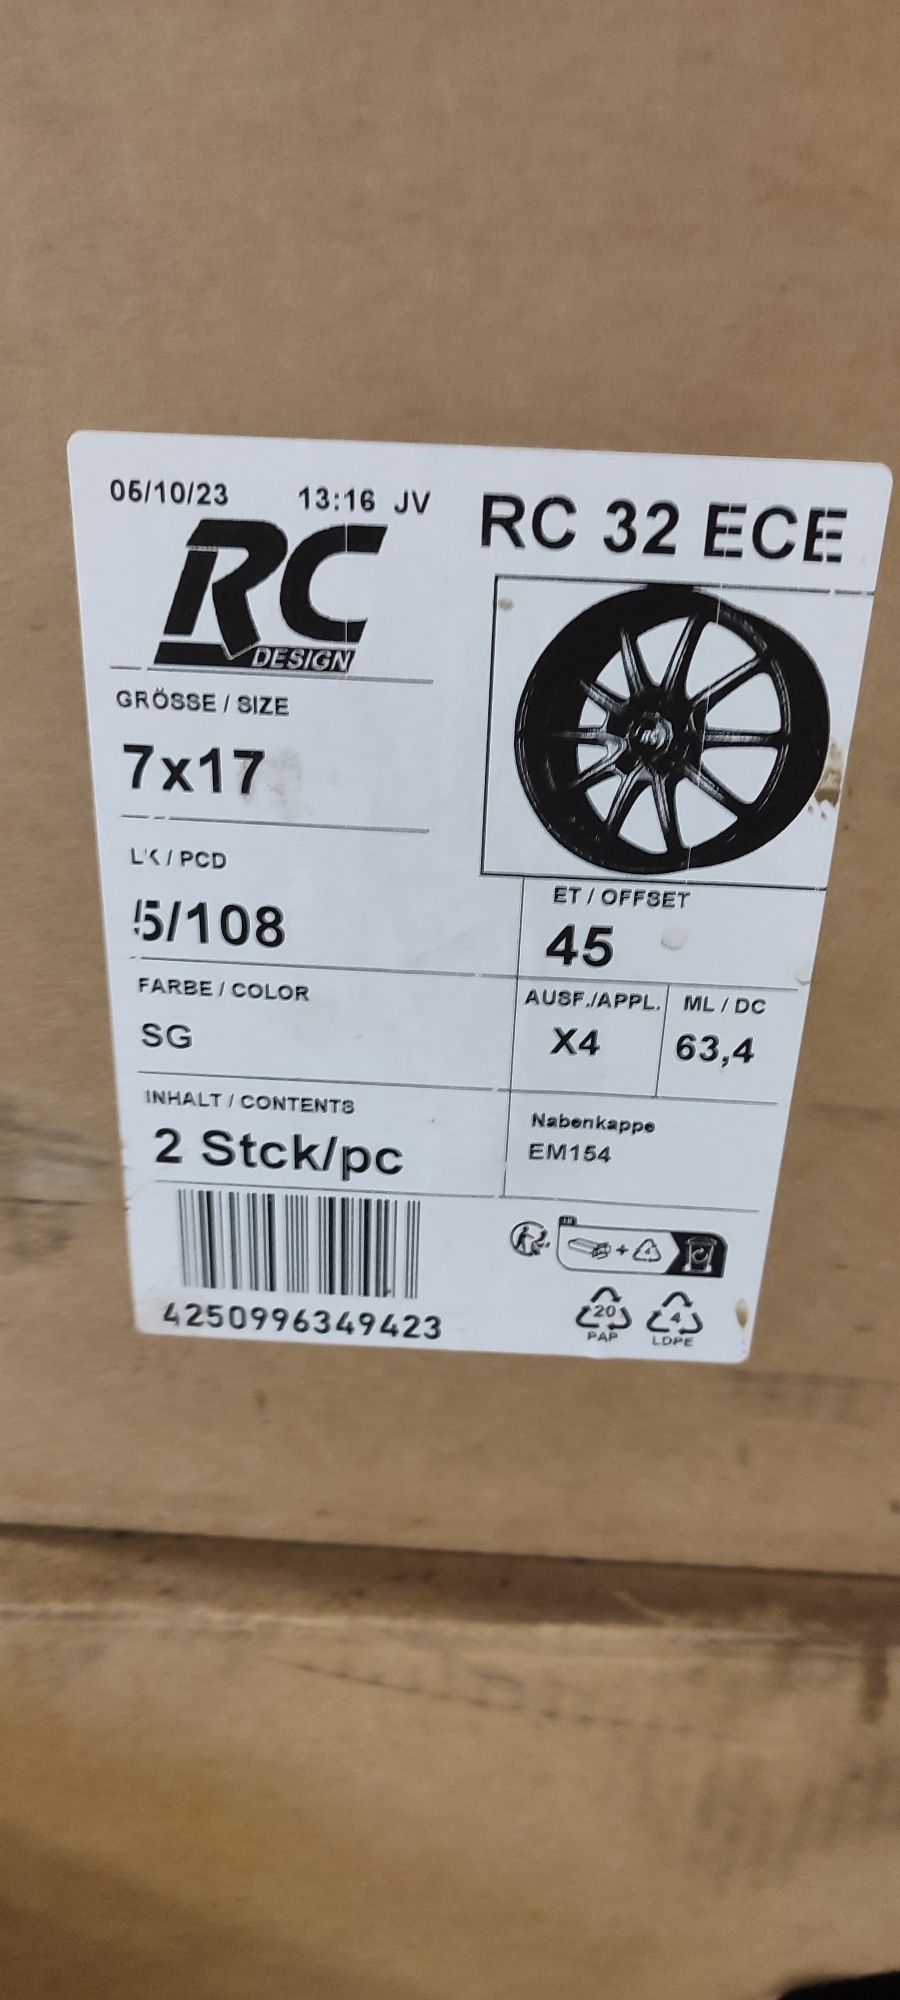 05/10/23 13:16 JV
RC 32 ECE
RC
DESIGN
GRÖSSE / SIZE
7x17
LK / PCD
5/108
ET / OFFSET
45
FARBE / COLOR
SG
AUSF./APPL.
X4
ML / DC
63,4
INHALT / CONTENTS
2 Stck/pc
Nabenkappe
EM154
4250996349423
20
PAP
4
LDPE